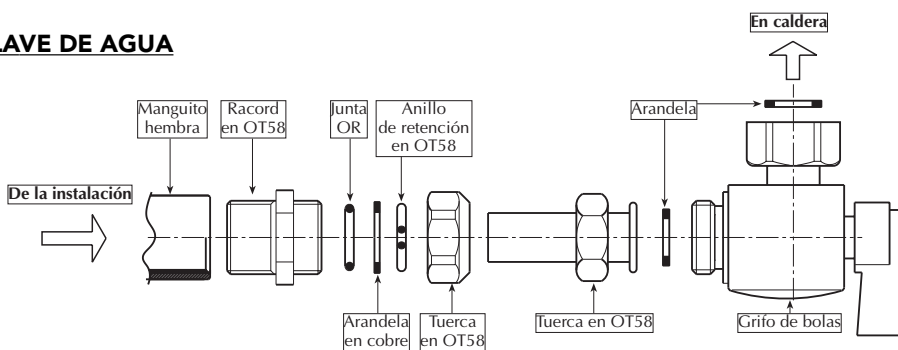 LAVE DE AGUA
En caldera
Manguito
hembra
Racord
en OT58
Junta
OR
Anillo
de retención
en OT58
Arandela
De la instalación
Arandela
en cobre
Tuerca
en OT58
Tuerca en OT58
Grifo de bolas